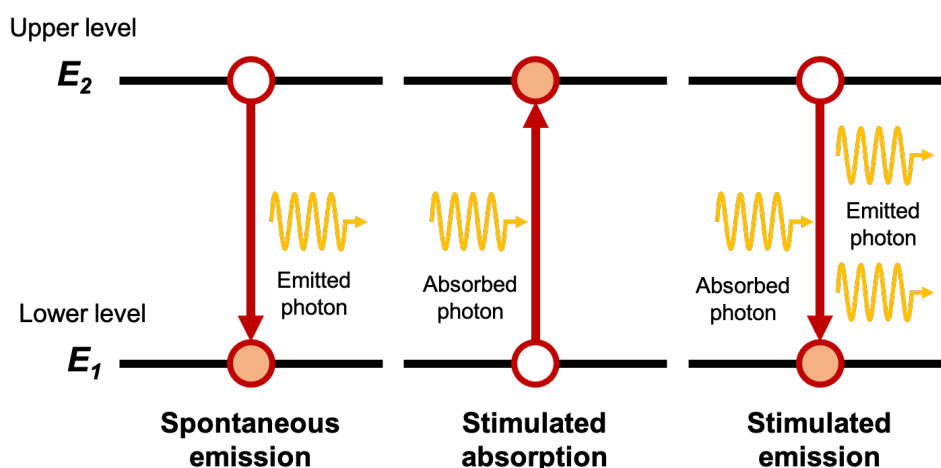 Upper level
E2
Emitted
photon
Absorbed
photon
Absorbed
photon
Emitted
photon
Lower level
E1
Spontaneous
emission
Stimulated
absorption
Stimulated
emission